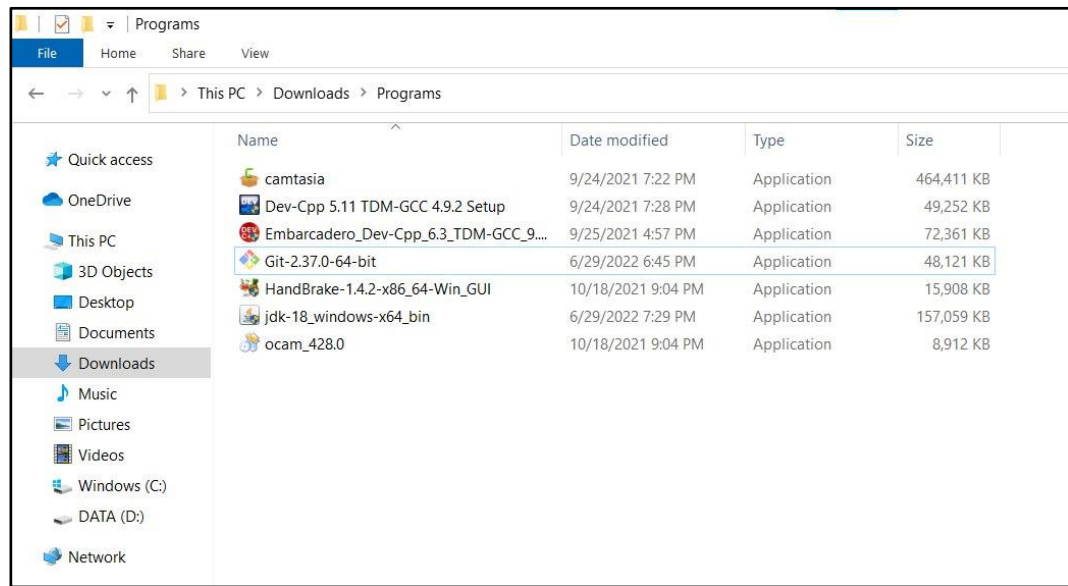 Programs
File Home Share View
This PC > Downloads > Programs
Name Date modified Type Size
Quick access
OneDrive
This PC
3D Objects
Desktop
Documents
Downloads
Music
Pictures
Videos
Windows (C:)
DATA (D:)
Network
camtasia 9/24/2021 7:22 PM Application 464,411 KB
Dev-Cpp 5.11 TDM-GCC 4.9.2 Setup 9/24/2021 7:28 PM Application 49,252 KB
Embarcadero_Dev-Cpp_6.3_TDM-GCC_9.... 9/25/2021 4:57 PM Application 72,361 KB
Git-2.37.0-64-bit 6/29/2022 6:45 PM Application 48,121 KB
HandBrake-1.4.2-x86_64-Win_GUI 10/18/2021 9:04 PM Application 15,908 KB
jdk-18_windows-x64_bin 6/29/2022 7:29 PM Application 157,059 KB
ocam_428.0 10/18/2021 9:04 PM Application 8,912 KB